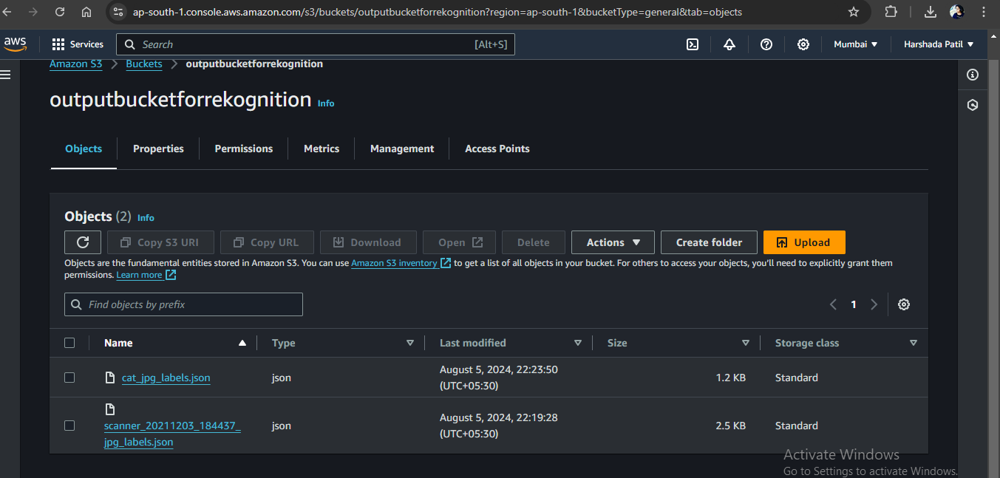 ap-south-1.console.aws.amazon.com/s3/buckets/outputbucketforrekognition?region=ap-south-1&bucketType=general&tab=objects
aws Services Search [Alt+S] Mumbai Harshada Patil
Amazon S3 Buckets outputbucketforrekognition
outputbucketforrekognition Info
Objects Properties Permissions Metrics Management Access Points
Objects (2) Info
Copy S3 URI Copy URL Download Open Delete Actions Create folder Upload
Objects are the fundamental entities stored in Amazon S3. You can use Amazon S3 inventory to get a list of all objects in your bucket. For others to access your objects, you'll need to explicitly grant them
permissions. Learn more
Find objects by prefix 1
Name Type Last modified Size Storage class
cat_jpg_labels.json json August 5, 2024, 22:23:50 (UTC+05:30) 1.2 KB Standard
scanner_20211203_184437_
jpg_labels.json json August 5, 2024, 22:19:28 (UTC+05:30) 2.5 KB Standard
Activate Windows
Go to Settings to activate Windows.